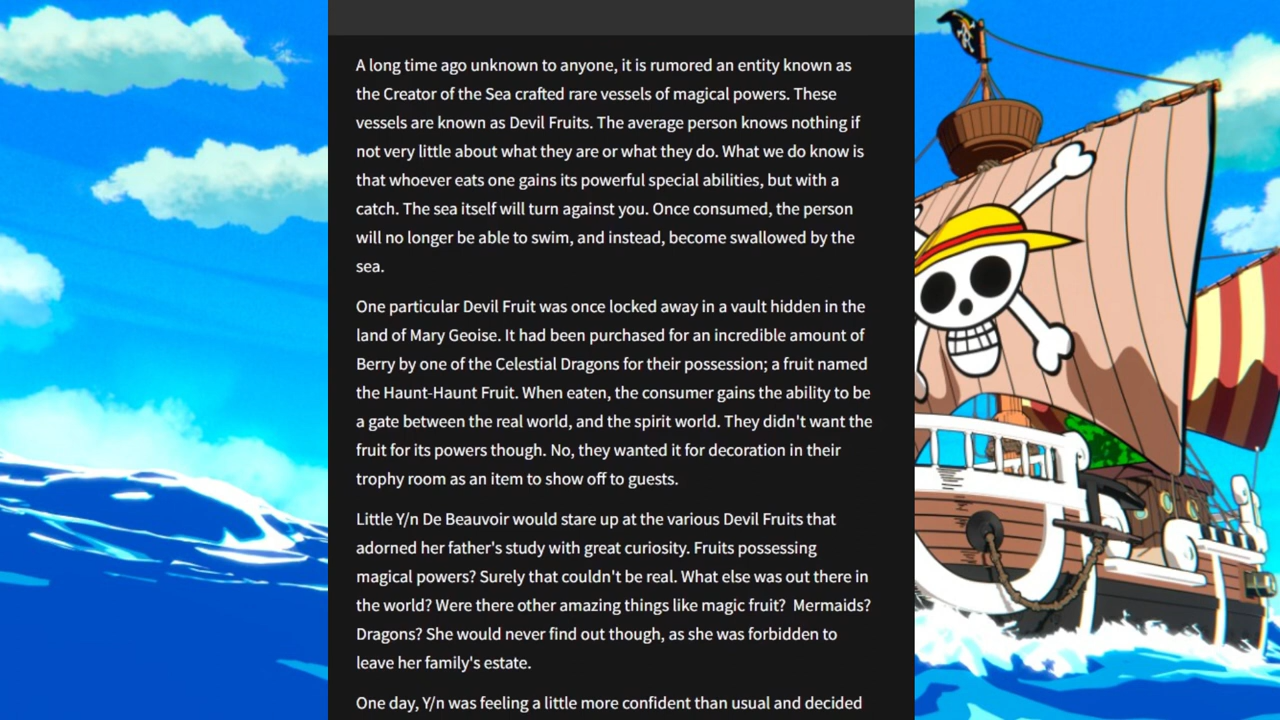 A long time ago unknown to anyone, it is rumored an entity known as
the Creator of the Sea crafted rare vessels of magical powers. These
vessels are known as Devil Fruits. The average person knows nothing if
not very little about what they are or what they do. What we do know is
that whoever eats one gains its powerful special abilities, but with a
catch. The sea itself will turn against you. Once consumed, the person
will no longer be able to swim, and instead, become swallowed by the
sea.
One particular Devil Fruit was once locked away in a vault hidden in the
land of Mary Geoise. It had been purchased for an incredible amount of
Berry by one of the Celestial Dragons for their possession; a fruit named
the Haunt-Haunt Fruit. When eaten, the consumer gains the ability to be
a gate between the real world, and the spirit world. They didn't want the
fruit for its powers though. No, they wanted it for decoration in their
trophy room as an item to show off to guests.
Little Y/n De Beauvoir would stare up at the various Devil Fruits that
adorned her father's study with great curiosity. Fruits possessing
magical powers? Surely that couldn't be real. What else was out there in
the world? Were there other amazing things like magic fruit?  Mermaids?
Dragons? She would never find out though, as she was forbidden to
leave her family's estate.
One day, Y/n was feeling a little more confident than usual and decided